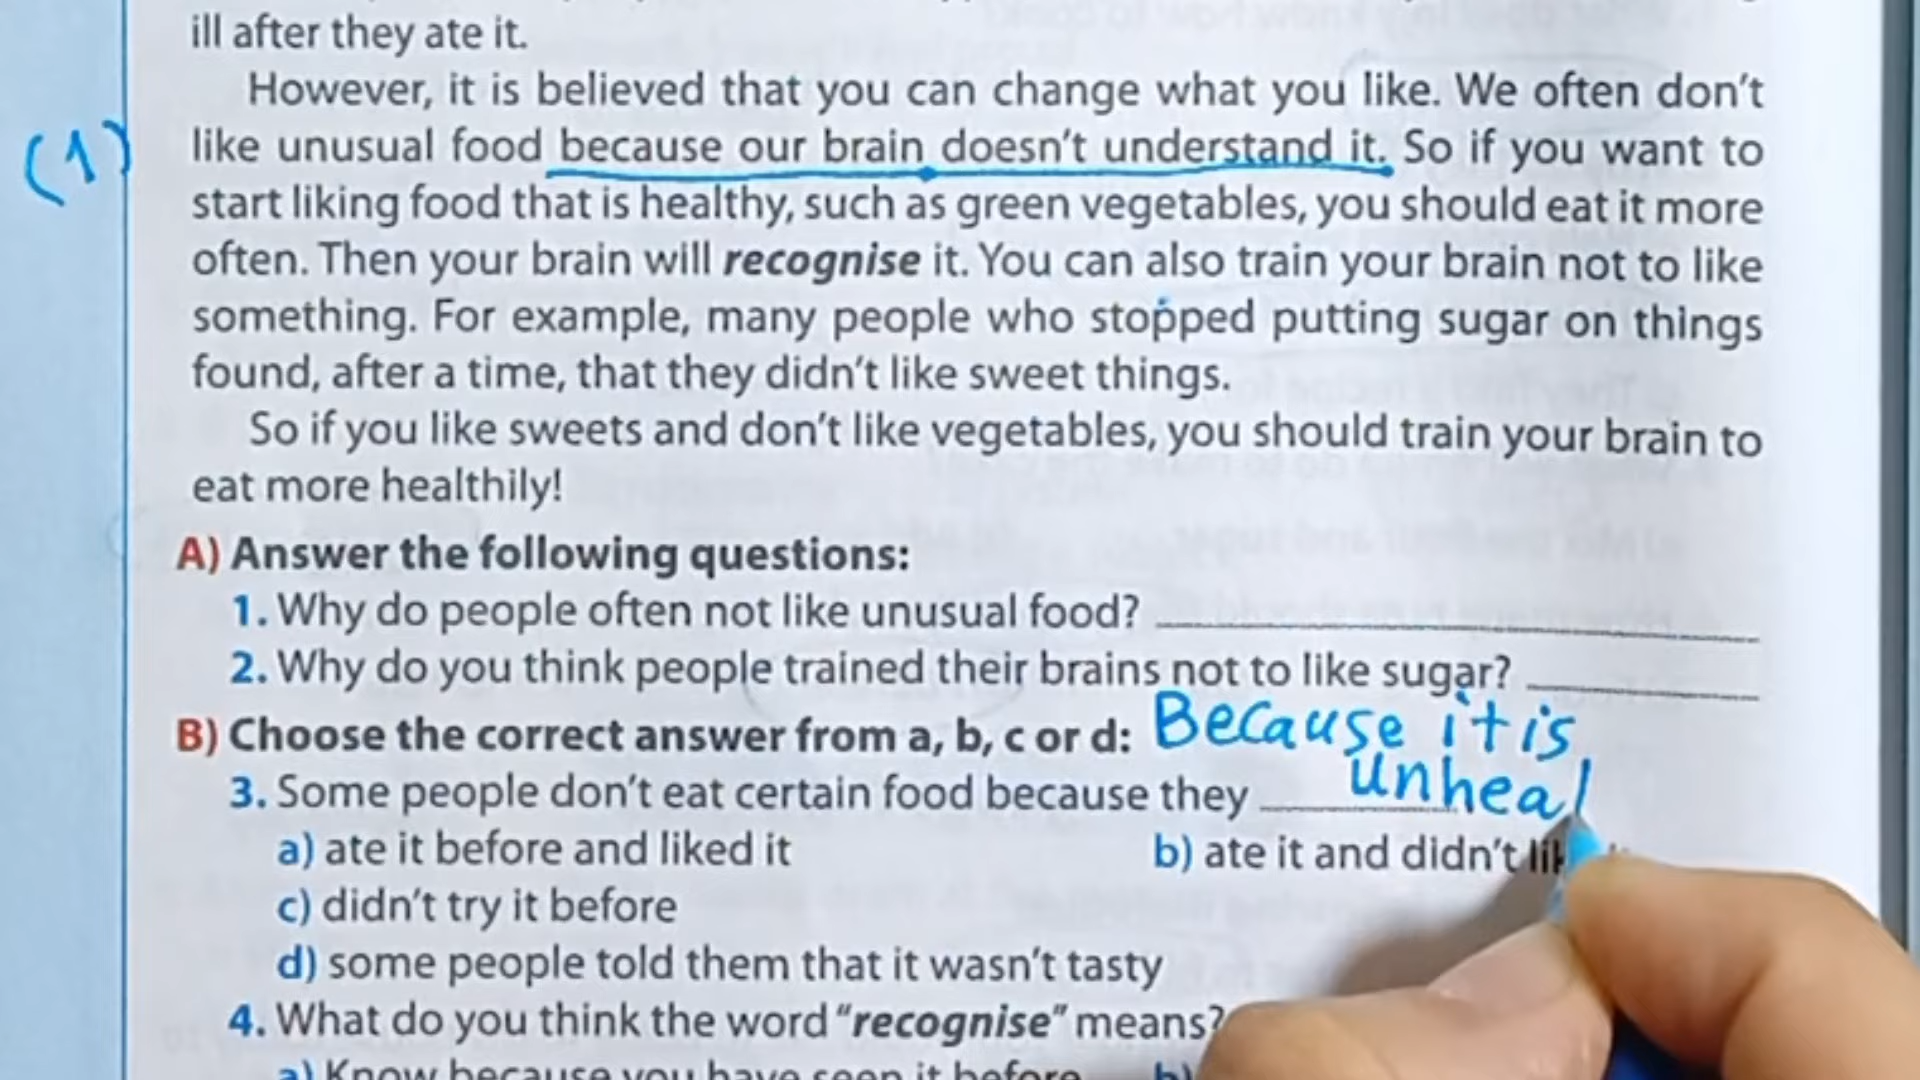 ill after they ate it.
However, it is believed that you can change what you like. We often don't
(1) like unusual food because our brain doesn't understand it. So if you want to
start liking food that is healthy, such as green vegetables, you should eat it more
often. Then your brain will recognise it. You can also train your brain not to like
something. For example, many people who stopped putting sugar on things
found, after a time, that they didn't like sweet things.
So if you like sweets and don't like vegetables, you should train your brain to
eat more healthily!
A) Answer the following questions:
1. Why do people often not like unusual food?
2. Why do you think people trained their brains not to like sugar?
Because it is
unheal
B) Choose the correct answer from a, b, c or d:
3. Some people don't eat certain food because they
a) ate it before and liked it
b) ate it and didn't
c) didn't try it before
d) some people told them that it wasn't tasty
4. What do you think the word "recognise" means?
a) Know because you have seen it before
b)